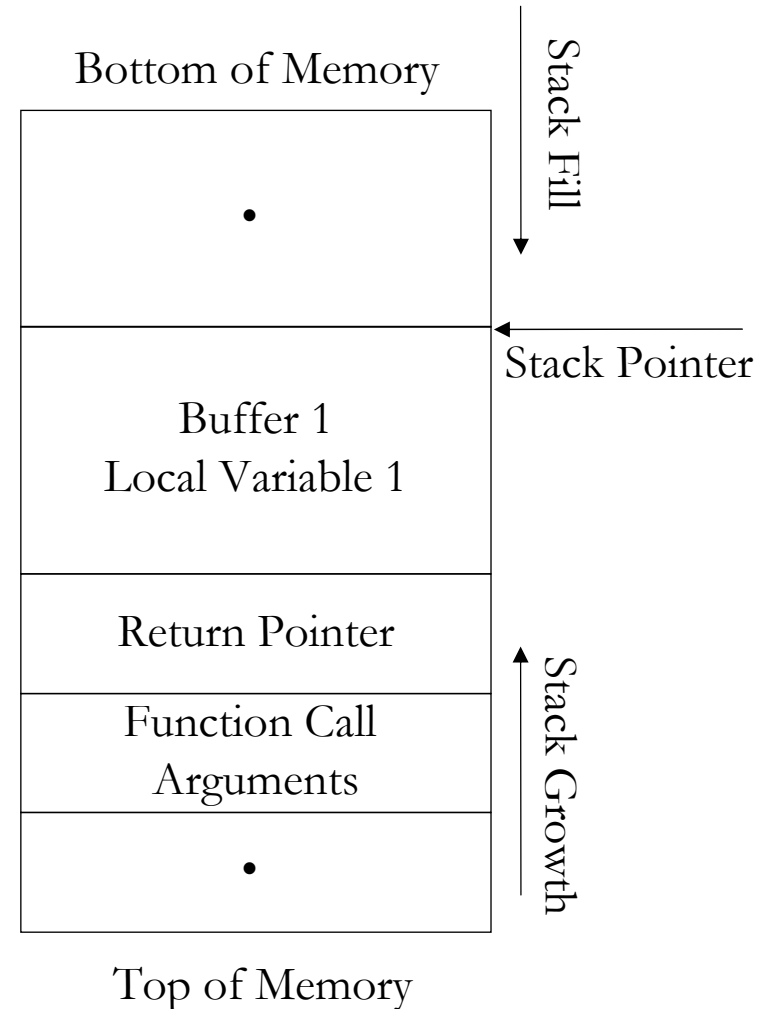 Bottom of Memory
Stack Fill
•
Stack Pointer
Buffer 1
Local Variable 1
Return Pointer
Function Call
Arguments
Stack Growth
•
Top of Memory